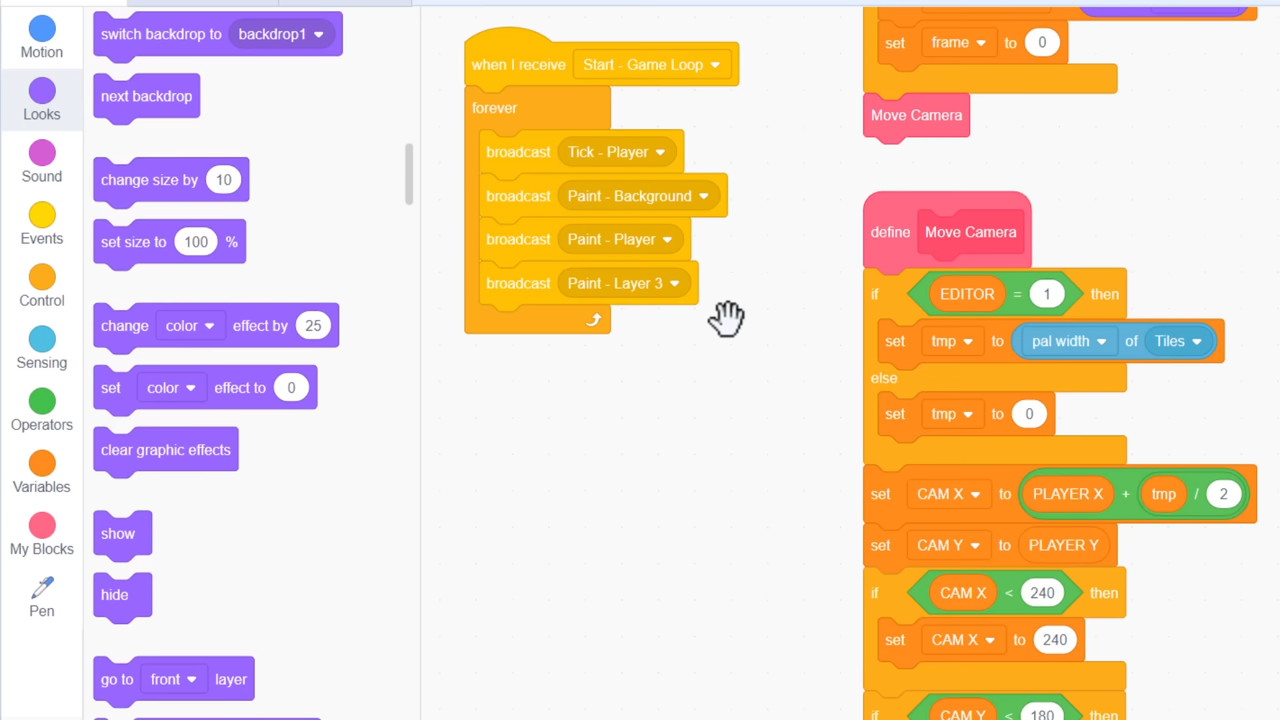 Motion
Looks
Sound
Events
Control
Sensing
Operators
Variables
My Blocks
Pen
switch backdrop to backdrop1
next backdrop
change size by 10
set size to 100 %
change color effect by 25
set color effect to 0
clear graphic effects
show
hide
go to front layer
when I receive Start - Game Loop
forever
broadcast Tick - Player
broadcast Paint - Background
broadcast Paint - Player
broadcast Paint - Layer 3
set frame to 0
Move Camera
define Move Camera
if EDITOR = 1 then
set tmp to pal width of Tiles
else
set tmp to 0
set CAM X to PLAYER X + tmp / 2
set CAM Y to PLAYER Y
if CAM X < 240 then
set CAM X to 240
if CAM Y < 180 then